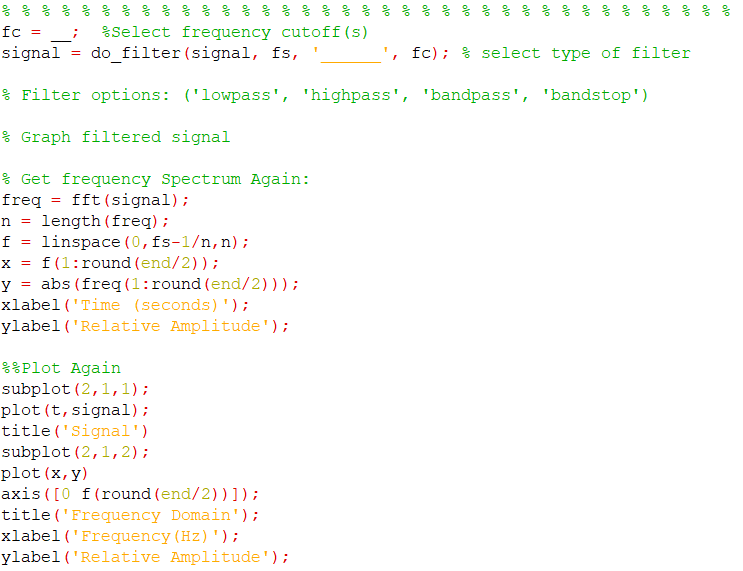 % % % % % % % % % % % % % % % % % % % % % % % % % % % % % % % % % % % % %
fc = __;  %Select frequency cutoff(s)
signal = do_filter(signal, fs, '______', fc); % select type of filter
% Filter options: ('lowpass', 'highpass', 'bandpass', 'bandstop')
% Graph filtered signal
% Get frequency Spectrum Again:
freq = fft(signal);
n = length(freq);
f = linspace(0,fs-1/n,n);
x = f(1:round(end/2));
y = abs(freq(1:round(end/2)));
xlabel('Time (seconds)');
ylabel('Relative Amplitude');
%%Plot Again
subplot(2,1,1);
plot(t,signal);
title('Signal')
subplot(2,1,2);
plot(x,y)
axis([0 f(round(end/2))]);
title('Frequency Domain');
xlabel('Frequency(Hz)');
ylabel('Relative Amplitude');